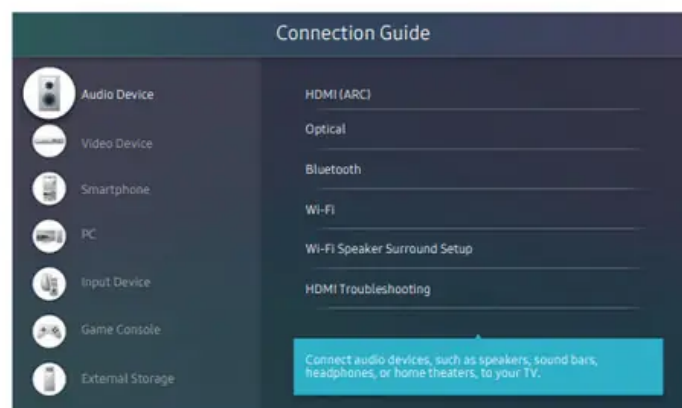 Connection Guide
Audio Device
Video Device
Smartphone
PC
Input Device
Game Console
External Storage
HDMI (ARC)
Optical
Bluetooth
Wi-Fi
Wi-Fi Speaker Surround Setup
HDMI Troubleshooting
Connect audio devices, such as speakers, sound bars,
headphones, or home theaters, to your TV.